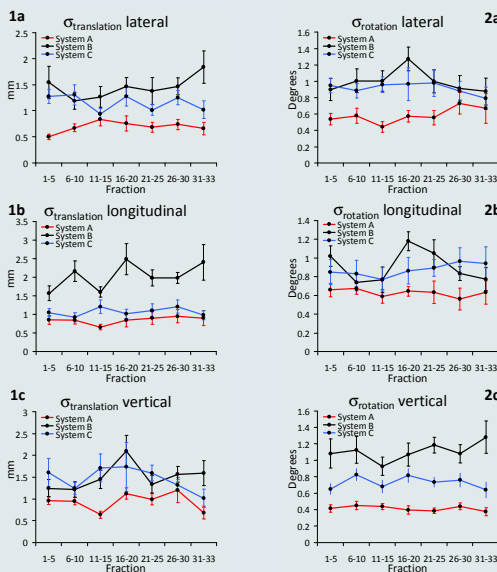 1a
σtranslation lateral
System A
System B
System C
2.5
2
1.5
1
0.5
0
mm
1-5 6-10 11-15 16-20 21-25 26-30 31-33
Fraction
2a
σrotation lateral
System A
System B
System C
1.6
1.4
1.2
1
0.8
0.6
0.4
0.2
0
Degrees
1-5 6-10 11-15 16-20 21-25 26-30 31-33
Fraction
1b
σtranslation longitudinal
System A
System B
System C
3.5
3
2.5
2
1.5
1
0.5
0
mm
1-5 6-10 11-15 16-20 21-25 26-30 31-33
Fraction
2b
σrotation longitudinal
System A
System B
System C
1.4
1.2
1
0.8
0.6
0.4
0.2
0
Degrees
1-5 6-10 11-15 16-20 21-25 26-30 31-33
Fraction
1c
σtranslation vertical
System A
System B
System C
3
2.5
2
1.5
1
0.5
0
mm
1-5 6-10 11-15 16-20 21-25 26-30 31-33
Fraction
σrotation vertical
System A
System B
System C
1.6
1.4
1.2
1
0.8
0.6
0.4
0.2
0
Degrees
1-5 6-10 11-15 16-20 21-25 26-30 31-33
Fraction